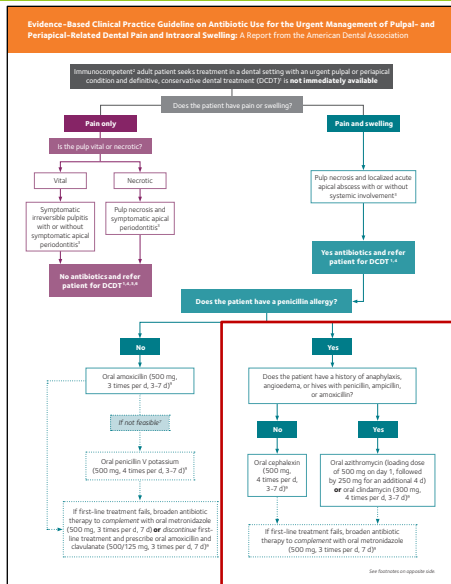 Evidence-Based Clinical Practice Guideline on Antibiotic Use for the Urgent Management of Pulpal- and
Periapical-Related Dental Pain and Intraoral Swelling: A Report from the American Dental Association
Immunocompetent² adult patient seeks treatment in a dental setting with an urgent pulpal or periapical
condition and definitive, conservative dental treatment (DCDT)¹ is not immediately available
Does the patient have pain or swelling?
Pain only
Is the pulp vital or necrotic?
Vital
Necrotic
Symptomatic
irreversible pulpitis
with or without
symptomatic apical
periodontitis³
Pulp necrosis and
symptomatic apical
periodontitis³
No antibiotics and refer
patient for DCDT
Pain and swelling
Pulp necrosis and localized acute
apical abscess with or without
systemic involvement
Yes antibiotics and refer
patient for DCDT
Does the patient have a penicillin allergy?
No
Oral amoxicillin (500 mg,
3 times per d, 3–7 d)
If not feasible⁷
Oral penicillin V potassium
(500 mg, 4 times per d, 3–7 d)
If first-line treatment fails, broaden antibiotic
therapy to complement with oral metronidazole
(500 mg, 3 times per d, 7 d) or discontinue first-
line treatment and prescribe oral amoxicillin and
clavulanate (500/125 mg, 3 times per d, 7 d)
Yes
Does the patient have a history of anaphylaxis,
angioedema, or hives with penicillin, ampicillin,
or amoxicillin?
No
Yes
Oral cephalexin
(500 mg,
4 times per d,
3–7 d)
Oral azithromycin (loading dose
of 500 mg on day 1, followed
by 250 mg for an additional 4 d)
or oral clindamycin (300 mg,
4 times per d, 3–7 d)
If first-line treatment fails, broaden antibiotic
therapy to complement with oral metronidazole
(500 mg, 3 times per d, 7 d)
See footnotes on opposite side.